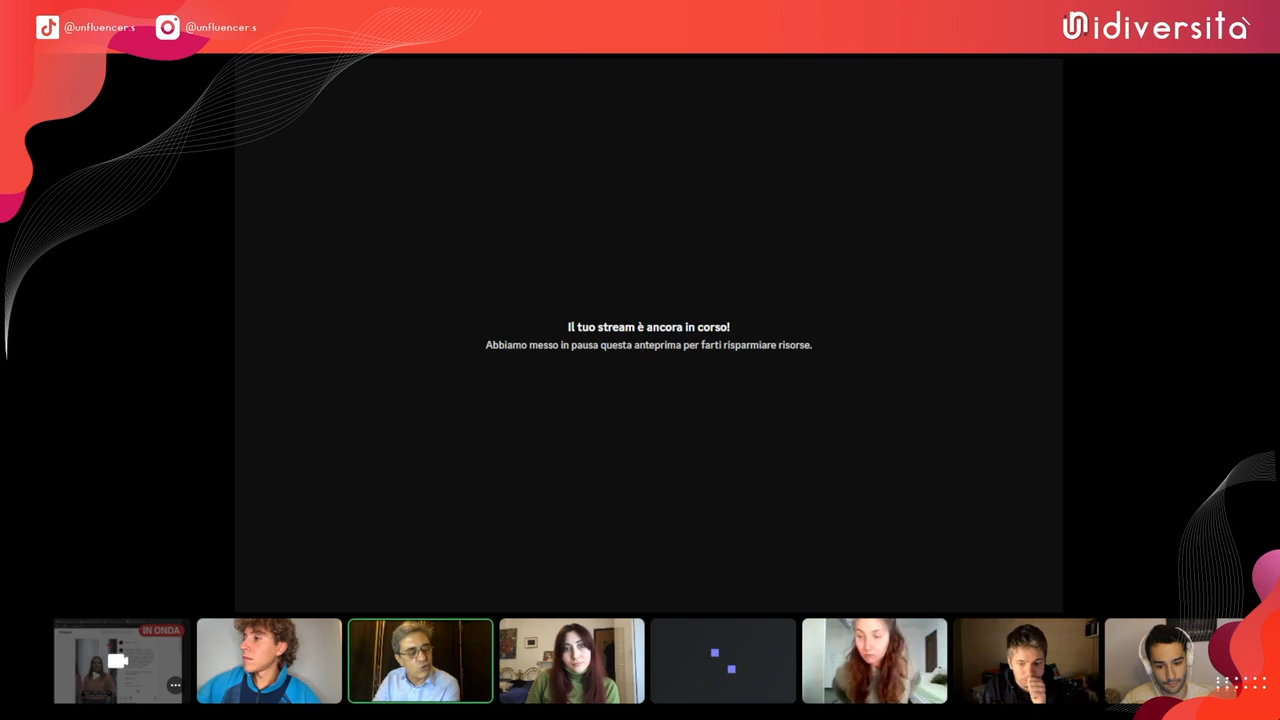 @unfluencer.s
@unfluencer.s
Unidiversità
Il tuo stream è ancora in corso!
Abbiamo messo in pausa questa anteprima per farti risparmiare risorse.
IN ONDA